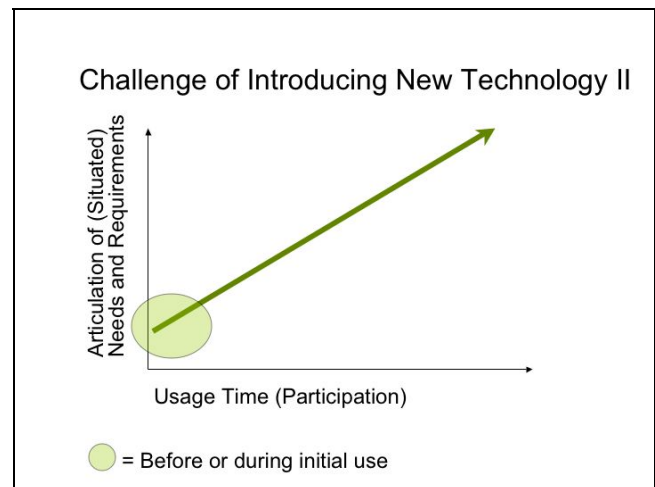 Challenge of Introducing New Technology II
Articulation of (Situated)
Needs and Requirements
Usage Time (Participation)
= Before or during initial use